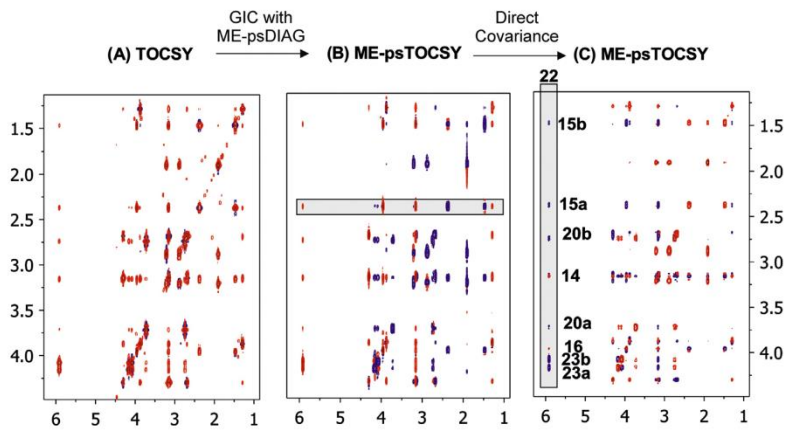 GIC with
ME-psDIAG
Direct
Covariance
(A) TOCSY
(B) ME-psTOCSY
(C) ME-psTOCSY
22
1.5
2.0
2.5
3.0
3.5
4.0
6 5 4 3 2 1
6 5 4 3 2 1
15b
15a
20b
14
20a
16
23b
23a
1.5
2.0
2.5
3.0
3.5
4.0
6 5 4 3 2 1